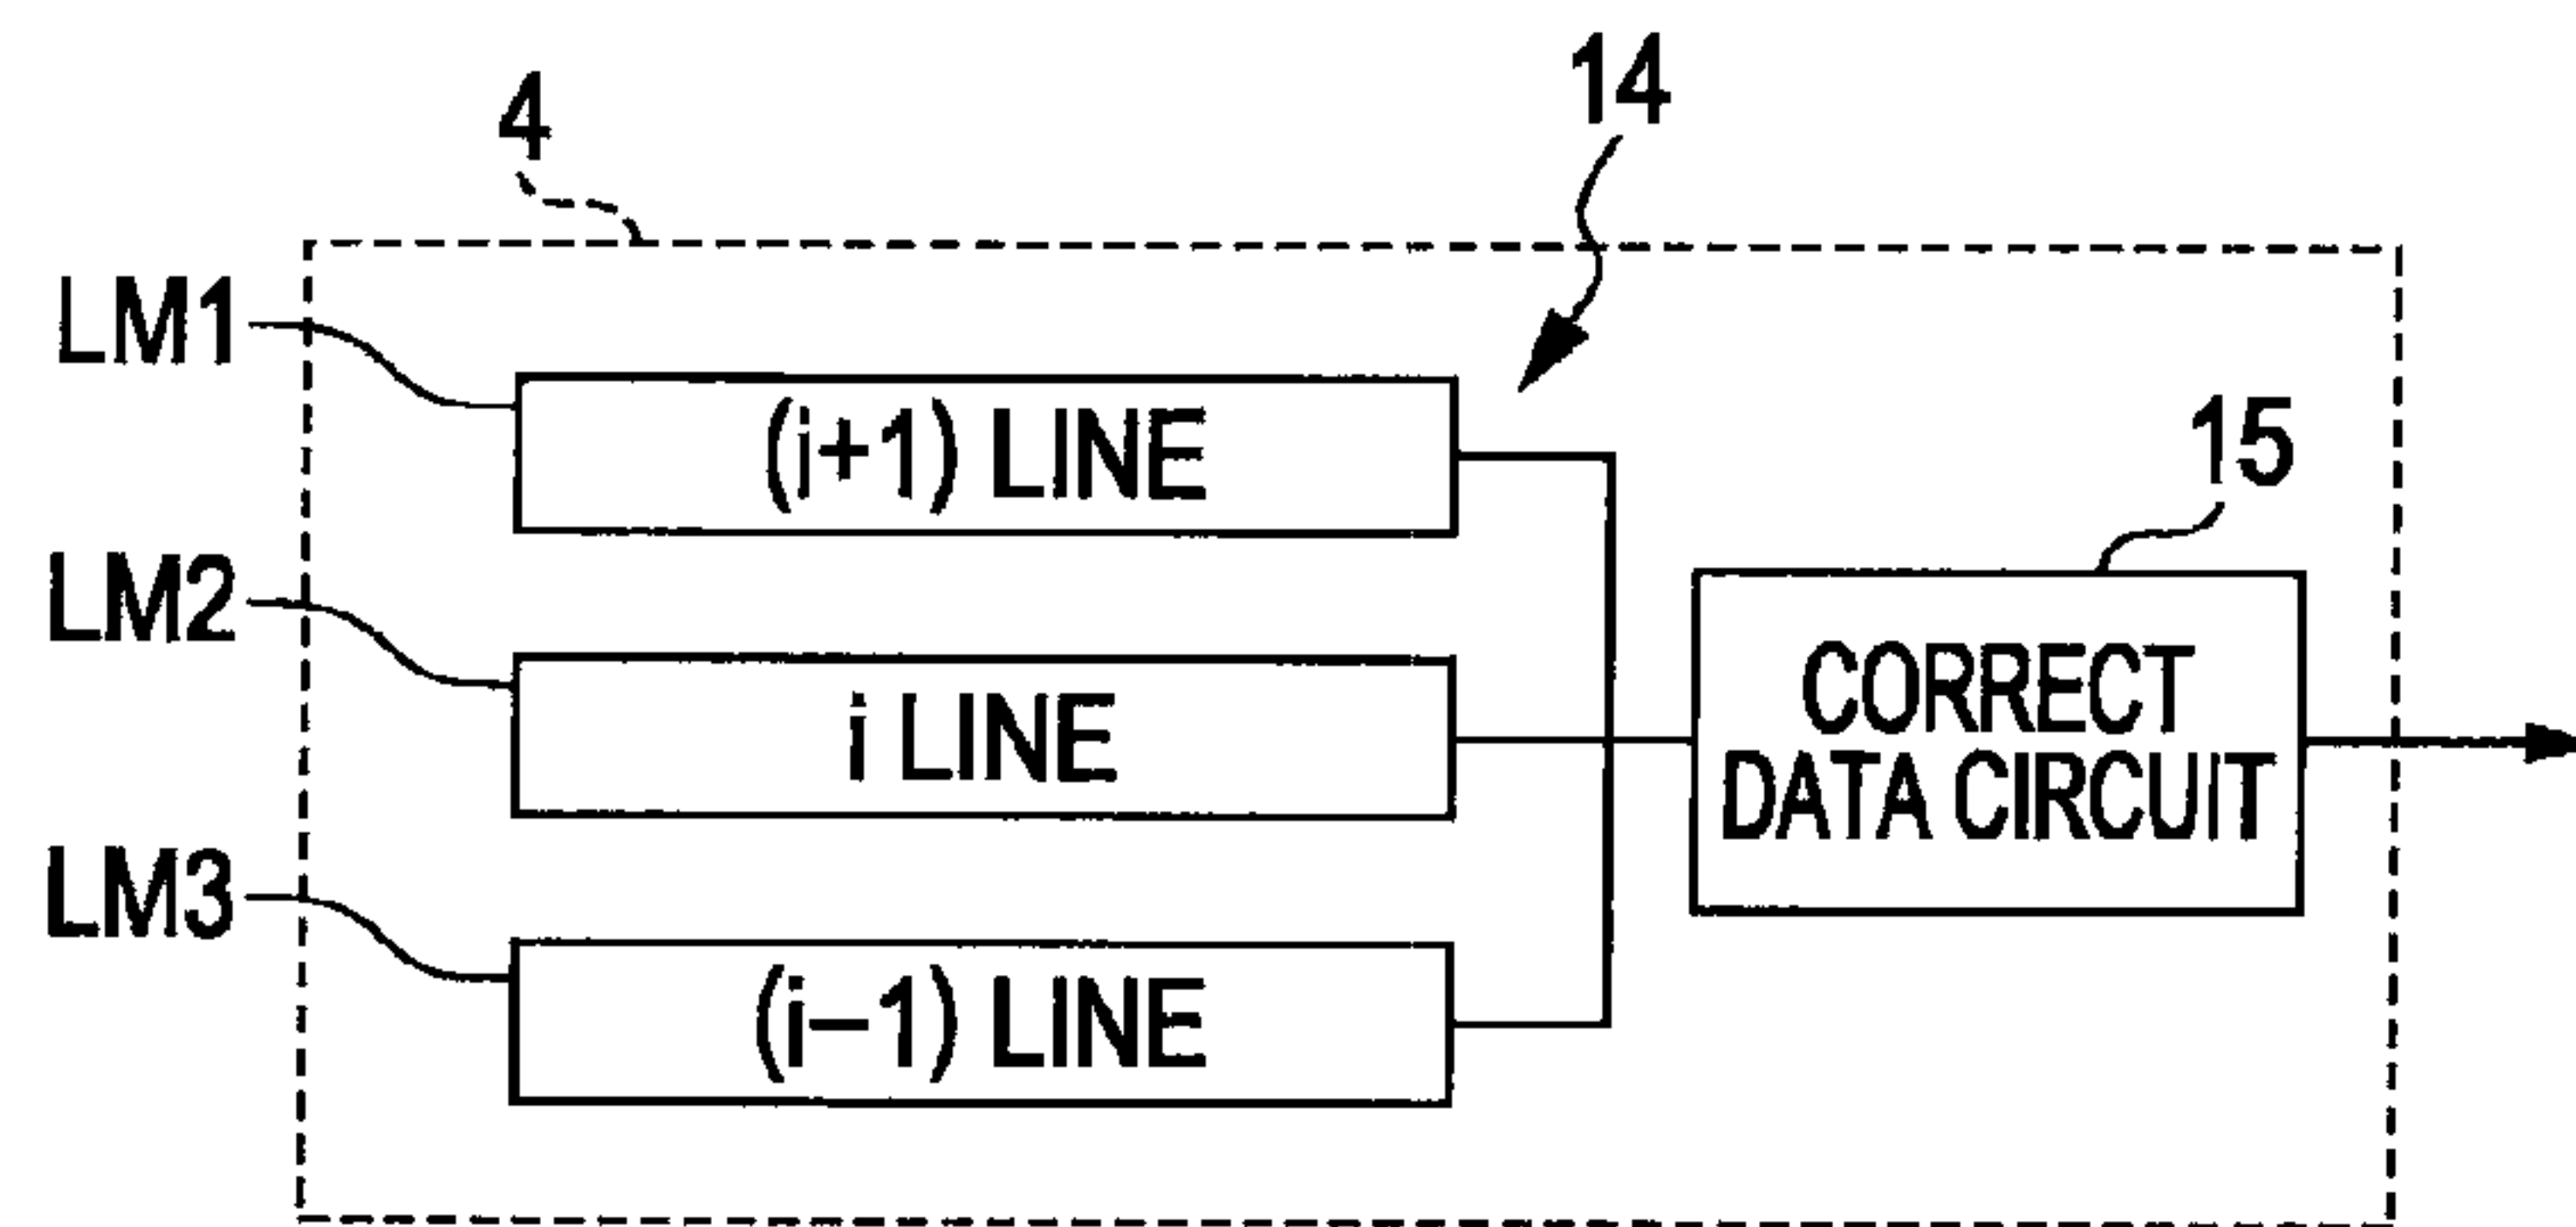 4
14
LM1
(i+1) LINE
15
LM2
i LINE
CORRECT
DATA CIRCUIT
LM3
(i−1) LINE